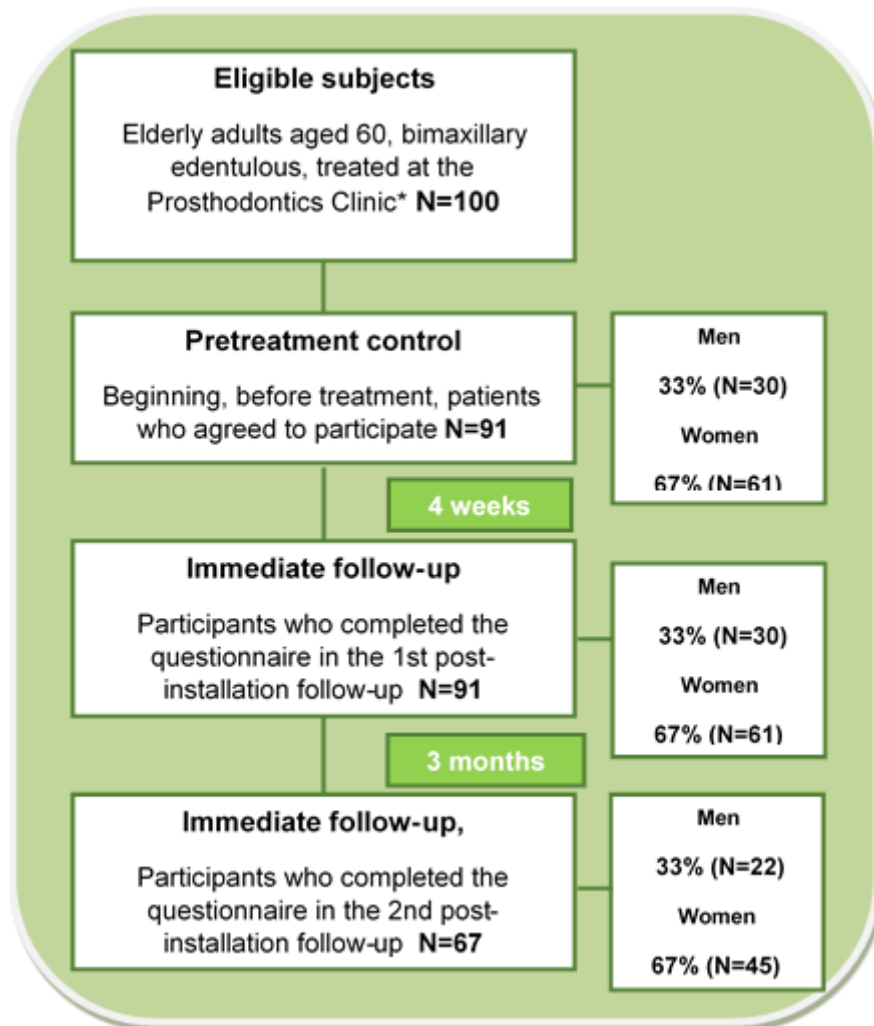 Eligible subjects
Elderly adults aged 60, bimaxillary
edentulous, treated at the
Prosthodontics Clinic* N=100
Pretreatment control
Beginning, before treatment, patients
who agreed to participate N=91
Men
33% (N=30)
Women
67% (N=61)
4 weeks
Immediate follow-up
Participants who completed the
questionnaire in the 1st post-
installation follow-up N=91
Men
33% (N=30)
Women
67% (N=61)
3 months
Immediate follow-up,
Participants who completed the
questionnaire in the 2nd post-
installation follow-up N=67
Men
33% (N=22)
Women
67% (N=45)